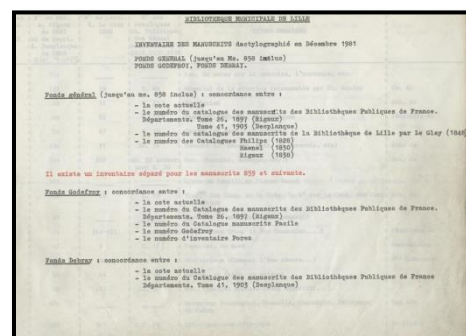 BIBLIOTHEQUE MUNICIPALE DE LILLE
INVENTAIRE DES MANUSCRITS dactylographié en Décembre 1981
FONDS GENERAL (jusqu'au Ms. 858 inclus)
FONDS GODEFROY, FONDS DEBRAY.
Fonds général (jusqu'au ms. 858 inclus) : concordance entre :
- la cote actuelle
- le numéro du catalogue des manuscrits des Bibliothèques Publiques de France.
Départements. Tome 26, 1897 (Rigaux)
Tome 41, 1903 (Desplanque)
- le numéro du catalogue des manuscrits de la Bibliothèque de Lille par le Glay (1848)
- le numéro des Catalogues Philips (1828)
Haenel (1830)
Rigaux (1838)
Il existe un inventaire séparé pour les manuscrits 859 et suivants.
Fonds Godefroy : concordance entre :
- la cote actuelle
- le numéro du Catalogue des manuscrits des Bibliothèques Publiques de France.
Départements. Tome 26, 1897 (Rigaux)
- le numéro du Catalogue manuscrits Facile
- le numéro Godefroy
- le numéro d'inventaire Poren
Fonds Debray : concordance entre :
- la cote actuelle
- le numéro du Catalogue des manuscrits des Bibliothèques Publiques de France
Départements. Tome 41, 1903 (Desplanque)